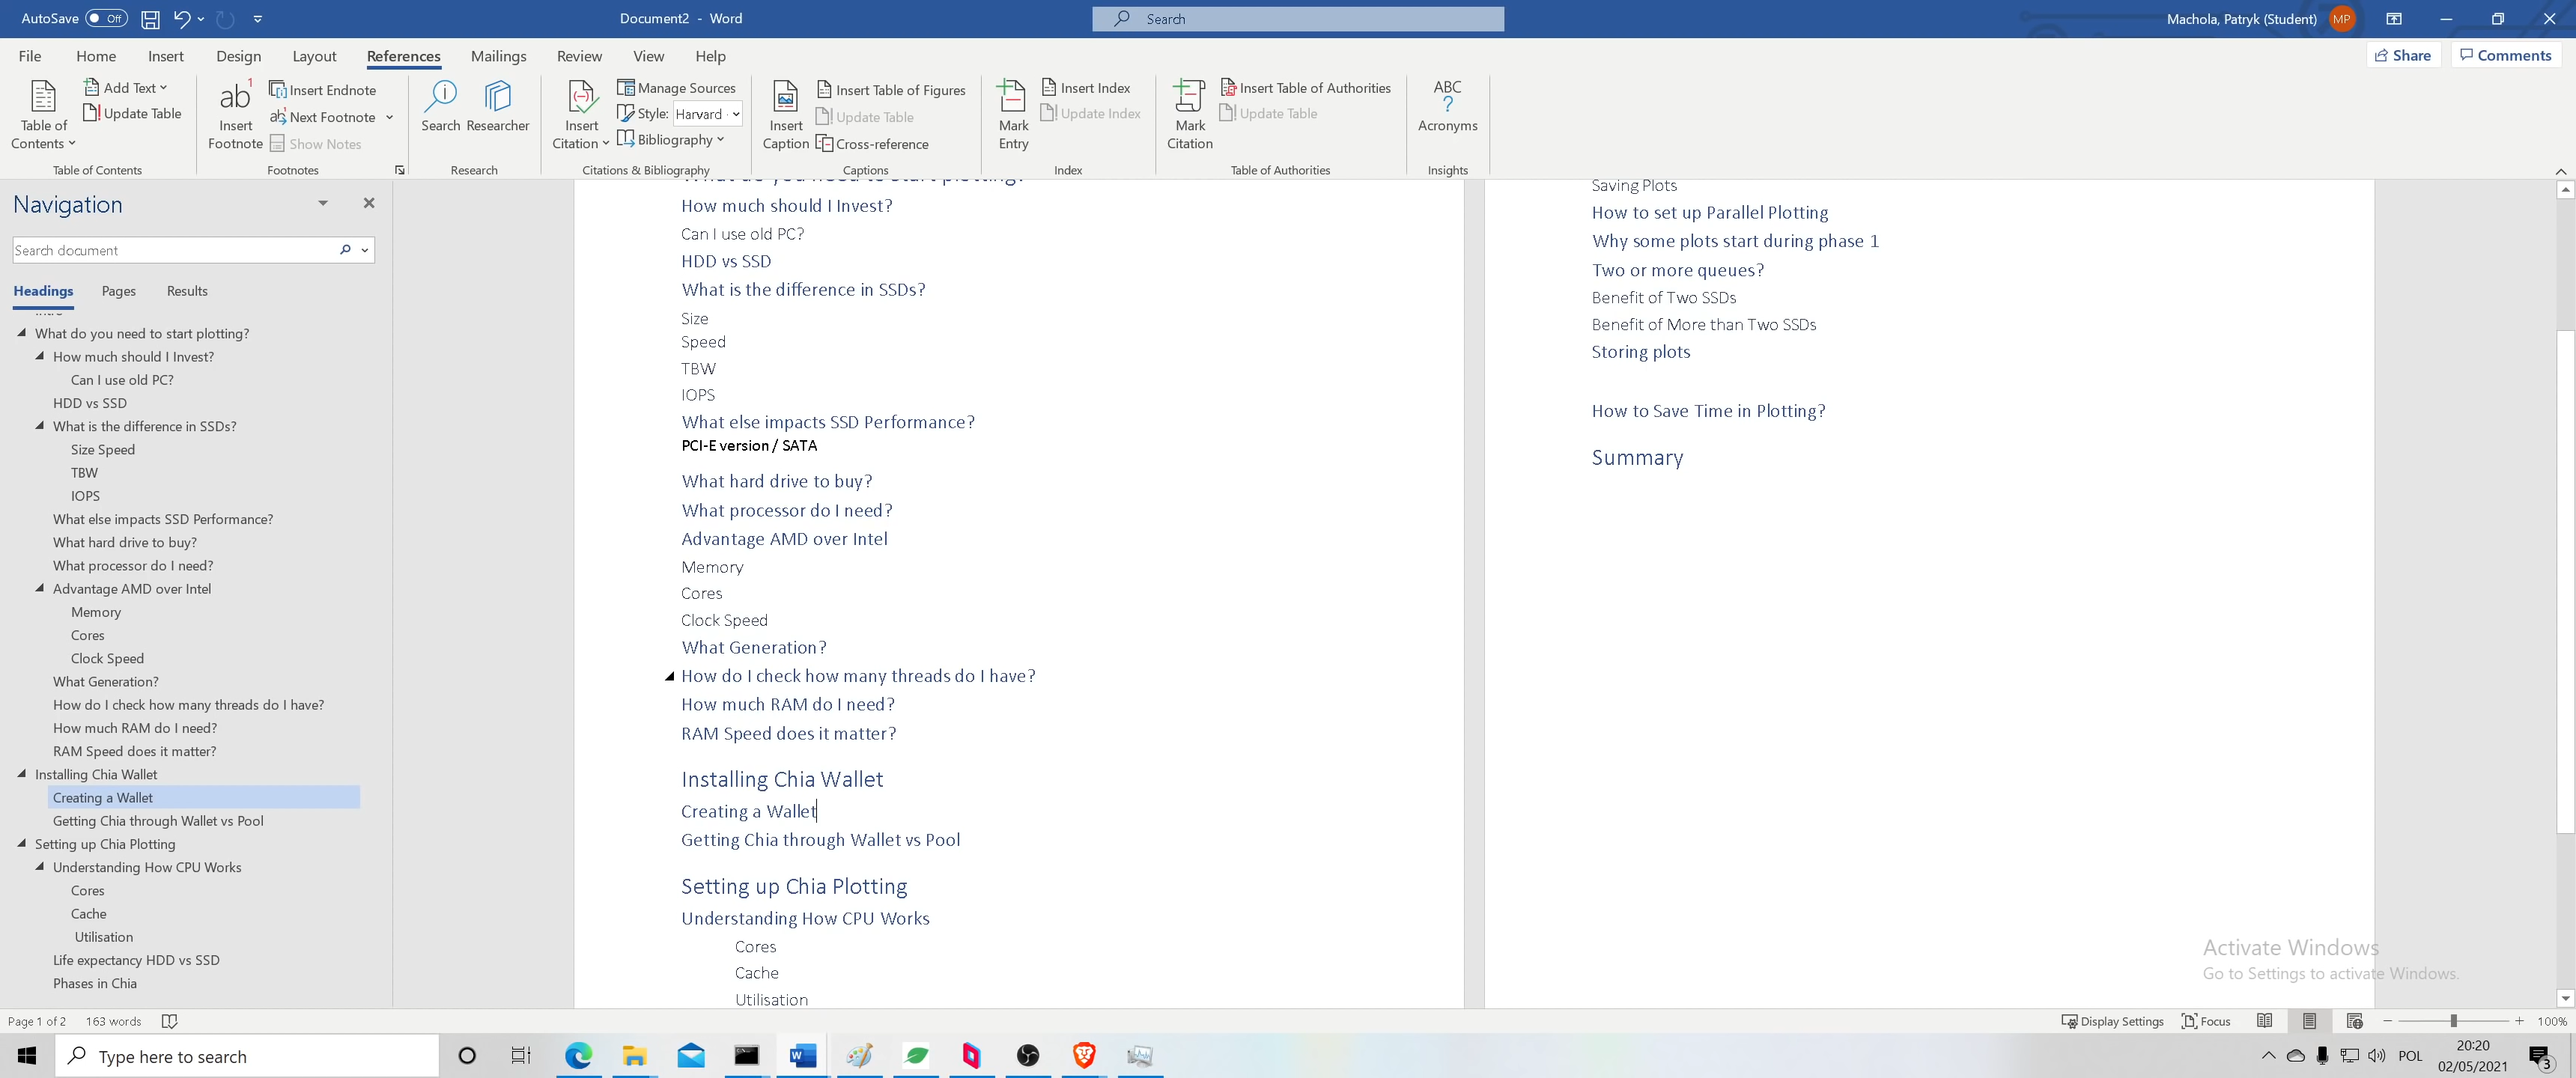 AutoSave Off
Document2 - Word
Search
Machola, Patryk (Student) MP
File Home Insert Design Layout References Mailings Review View Help
Share Comments
Table of Contents
Add Text
Update Table
Table of Contents
ab1
Insert Footnote
Insert Endnote
Next Footnote
Show Notes
Footnotes
Search
Researcher
Research
Insert Citation
Manage Sources
Style: Harvard
Bibliography
Citations & Bibliography
Insert Caption
Insert Table of Figures
Update Table
Cross-reference
Captions
Mark Entry
Insert Index
Update Index
Index
Mark Citation
Insert Table of Authorities
Update Table
Table of Authorities
ABC
?
Acronyms
Insights
Navigation
Search document
Headings Pages Results
What do you need to start plotting?
How much should I Invest?
Can I use old PC?
HDD vs SSD
What is the difference in SSDs?
Size Speed
TBW
IOPS
What else impacts SSD Performance?
What hard drive to buy?
What processor do I need?
Advantage AMD over Intel
Memory
Cores
Clock Speed
What Generation?
How do I check how many threads do I have?
How much RAM do I need?
RAM Speed does it matter?
Installing Chia Wallet
Creating a Wallet
Getting Chia through Wallet vs Pool
Setting up Chia Plotting
Understanding How CPU Works
Cores
Cache
Utilisation
Life expectancy HDD vs SSD
Phases in Chia
What do you need to start plotting?
How much should I Invest?
Can I use old PC?
HDD vs SSD
What is the difference in SSDs?
Size
Speed
TBW
IOPS
What else impacts SSD Performance?
PCI-E version / SATA
What hard drive to buy?
What processor do I need?
Advantage AMD over Intel
Memory
Cores
Clock Speed
What Generation?
How do I check how many threads do I have?
How much RAM do I need?
RAM Speed does it matter?
Installing Chia Wallet
Creating a Wallet
Getting Chia through Wallet vs Pool
Setting up Chia Plotting
Understanding How CPU Works
Cores
Cache
Utilisation
Saving Plots
How to set up Parallel Plotting
Why some plots start during phase 1
Two or more queues?
Benefit of Two SSDs
Benefit of More than Two SSDs
Storing plots
How to Save Time in Plotting?
Summary
Activate Windows
Go to Settings to activate Windows.
Page 1 of 2 163 words
Display Settings Focus 100%
Type here to search
POL
20:20
02/05/2021
3